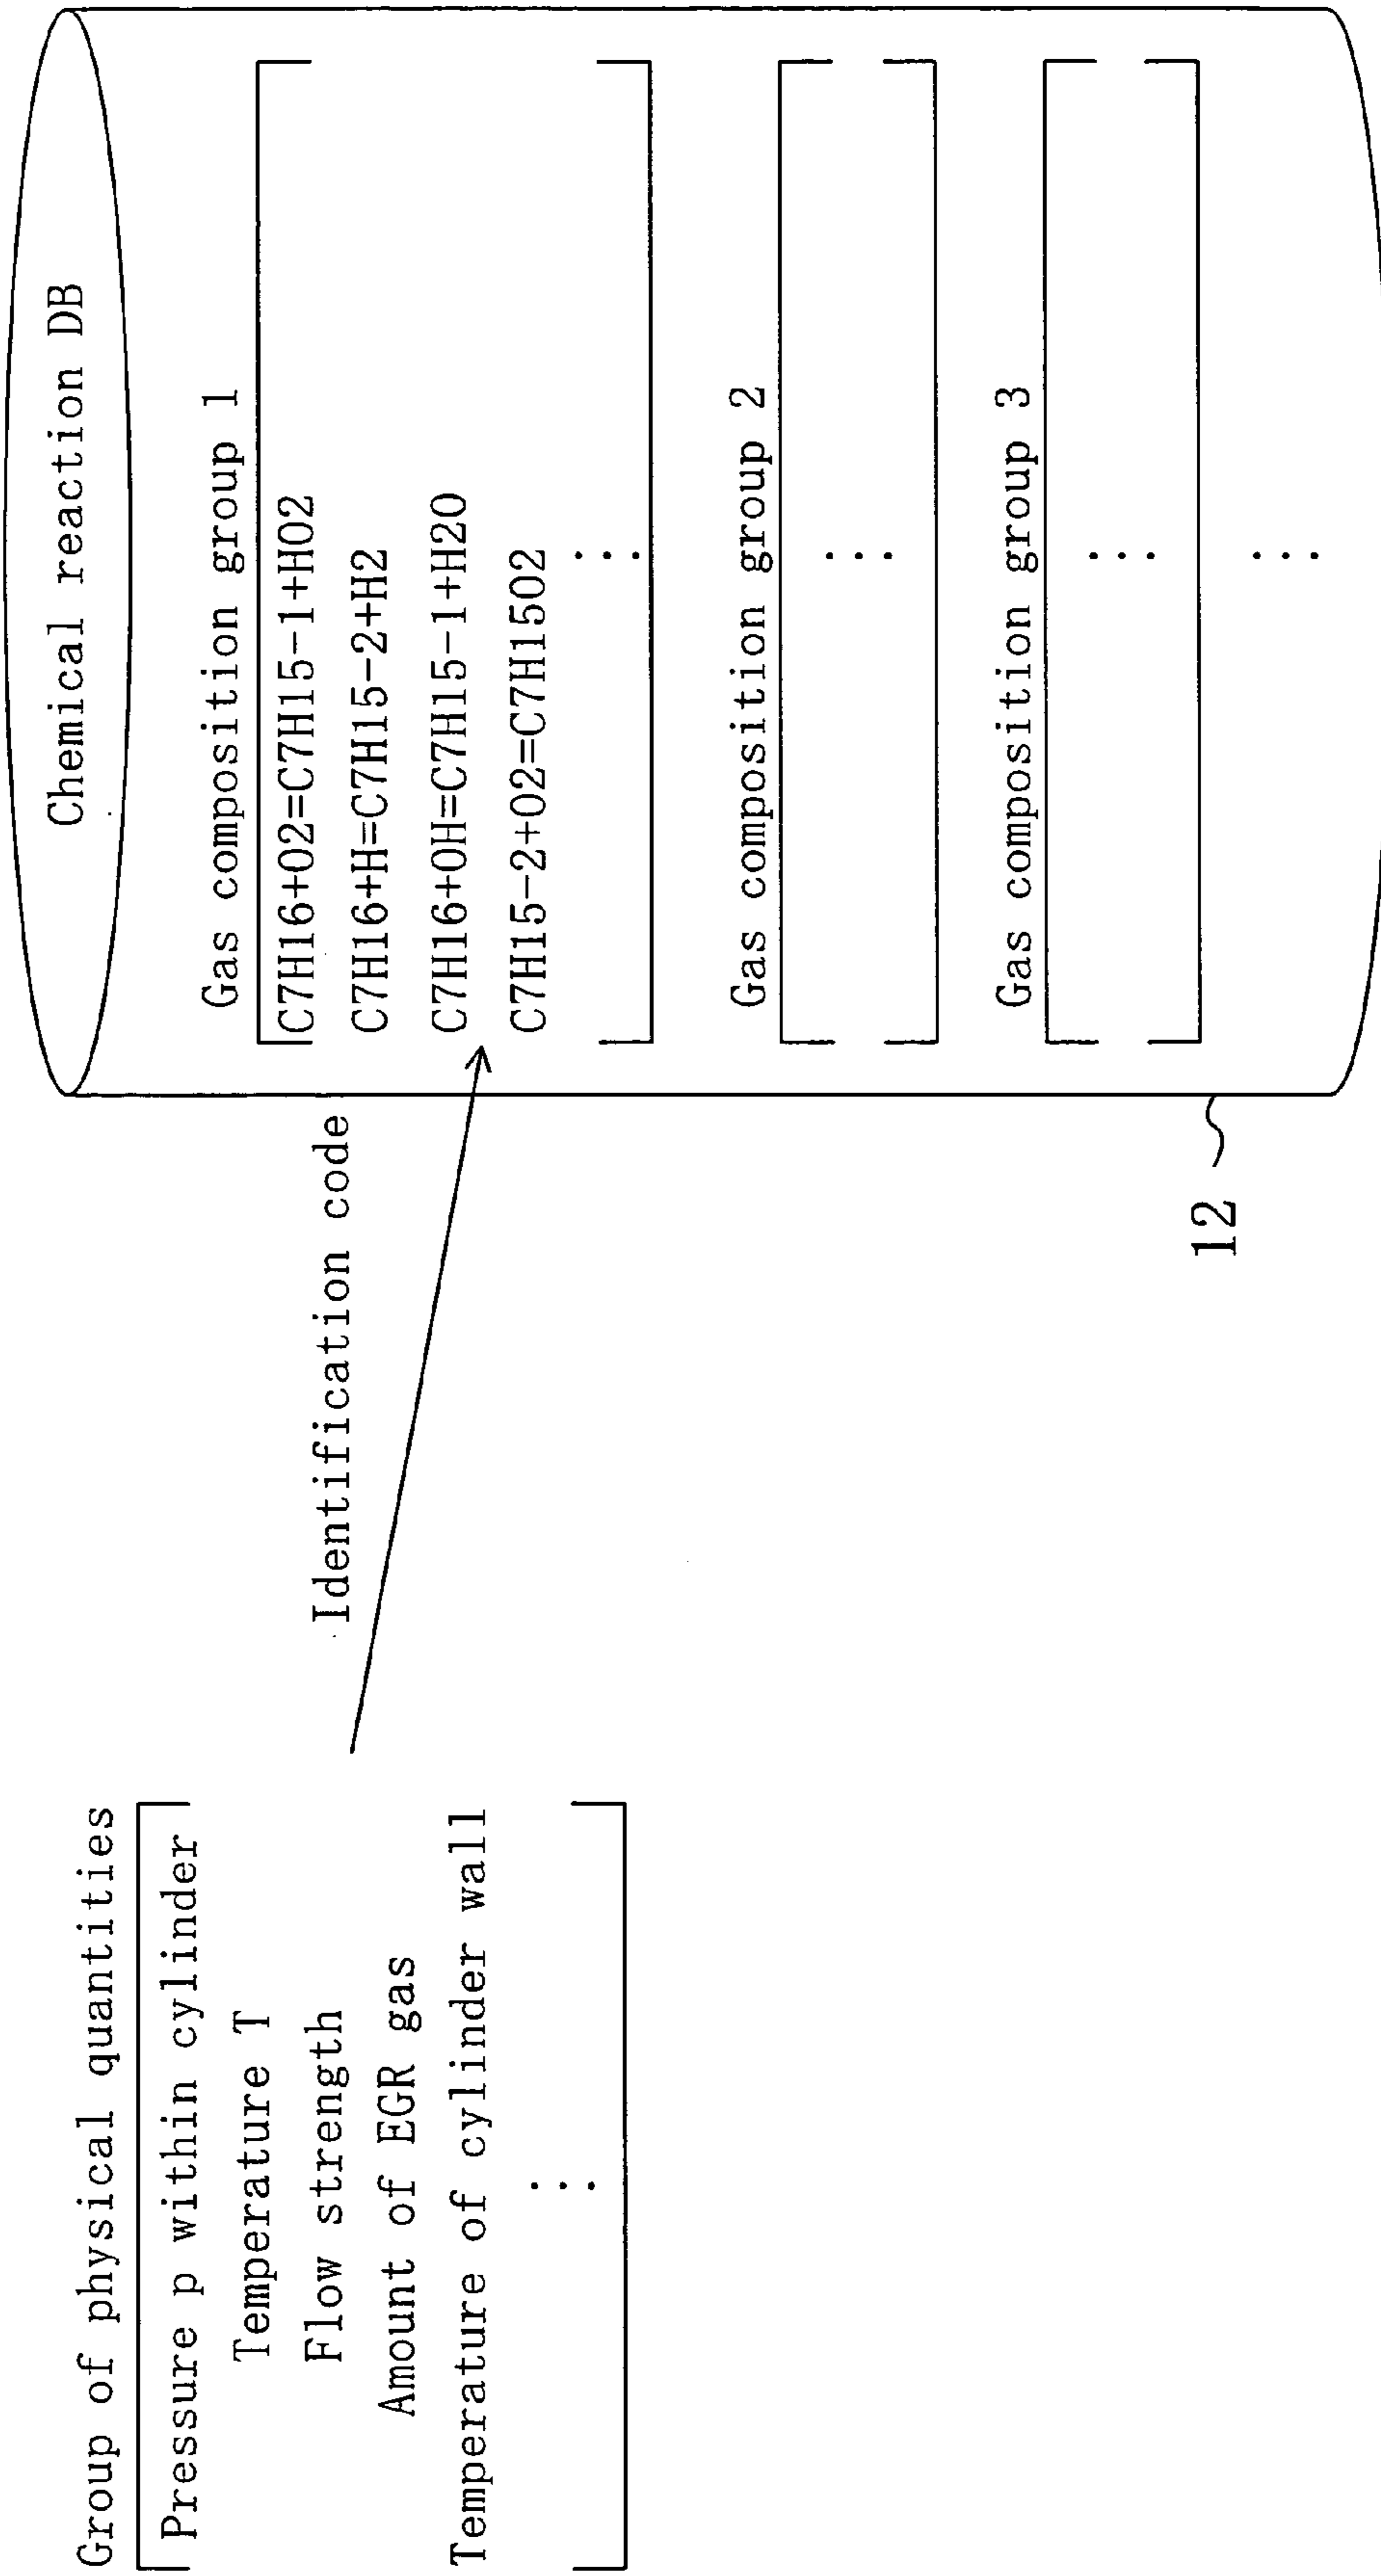 Group of physical quantities
Pressure p within cylinder
Temperature T
Flow strength
Amount of EGR gas
Temperature of cylinder wall
⋮
Identification code
Chemical reaction DB
Gas composition group 1
C7H16+O2=C7H15-1+HO2
C7H16+H=C7H15-2+H2
C7H16+OH=C7H15-1+H2O
C7H15-2+O2=C7H15O2
⋮
Gas composition group 2
⋮
Gas composition group 3
⋮
⋮
12